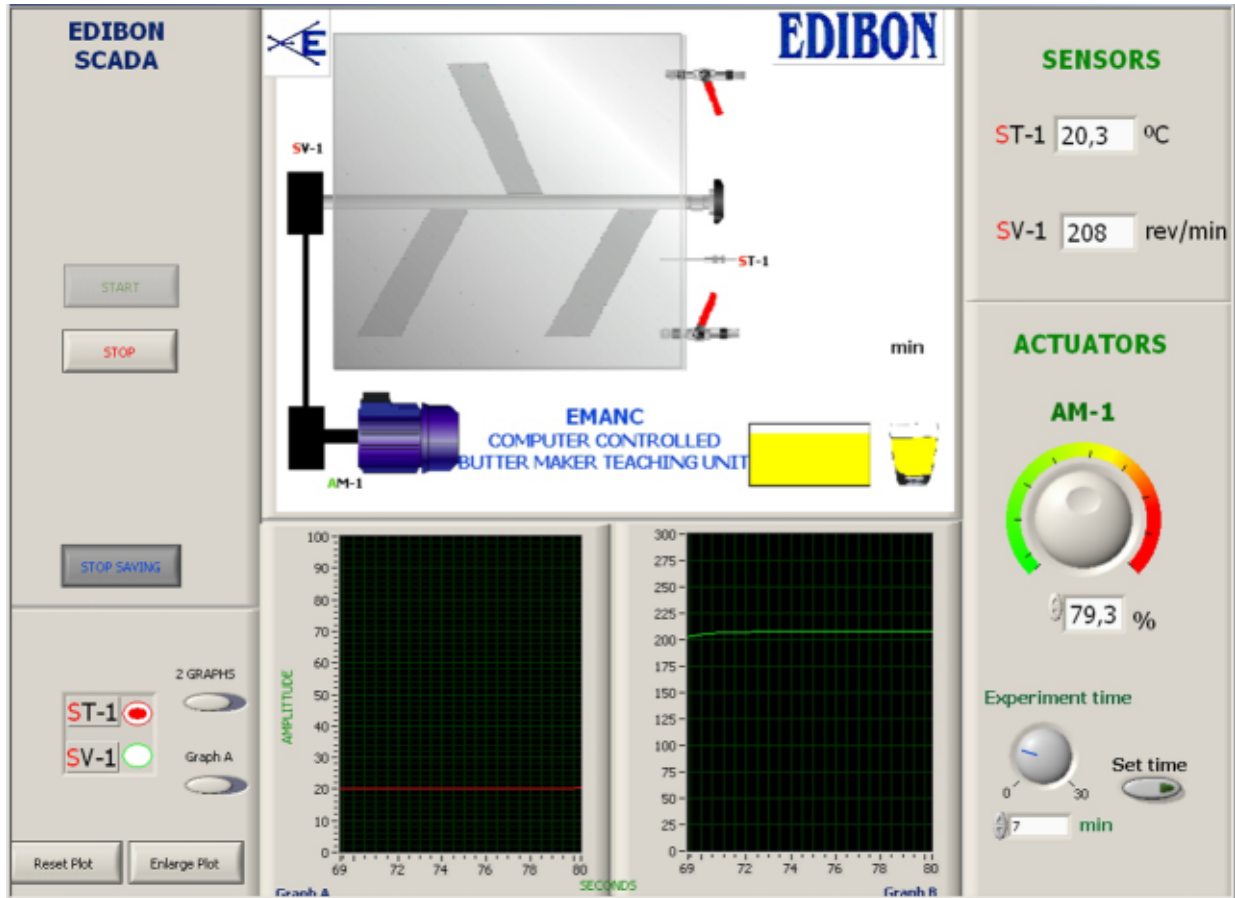 EDIBON
SCADA
START
STOP
STOP SAVING
2 GRAPHS
ST-1
SV-1
Graph A
Reset Plot
Enlarge Plot
E
EDIBON
SV-1
ST-1
min
EMANC
COMPUTER CONTROLLED
BUTTER MAKER TEACHING UNIT
AM-1
AMPLITTUDE
100
90
80
70
60
50
40
30
20
10
0
69 72 74 76 78 80
Graph A
SECONDS
300
275
250
225
200
175
150
125
100
75
50
25
0
69 72 74 76 78 80
Graph B
SENSORS
ST-1 20,3 ºC
SV-1 208 rev/min
ACTUATORS
AM-1
79,3 %
Experiment time
0 30
Set time
7 min